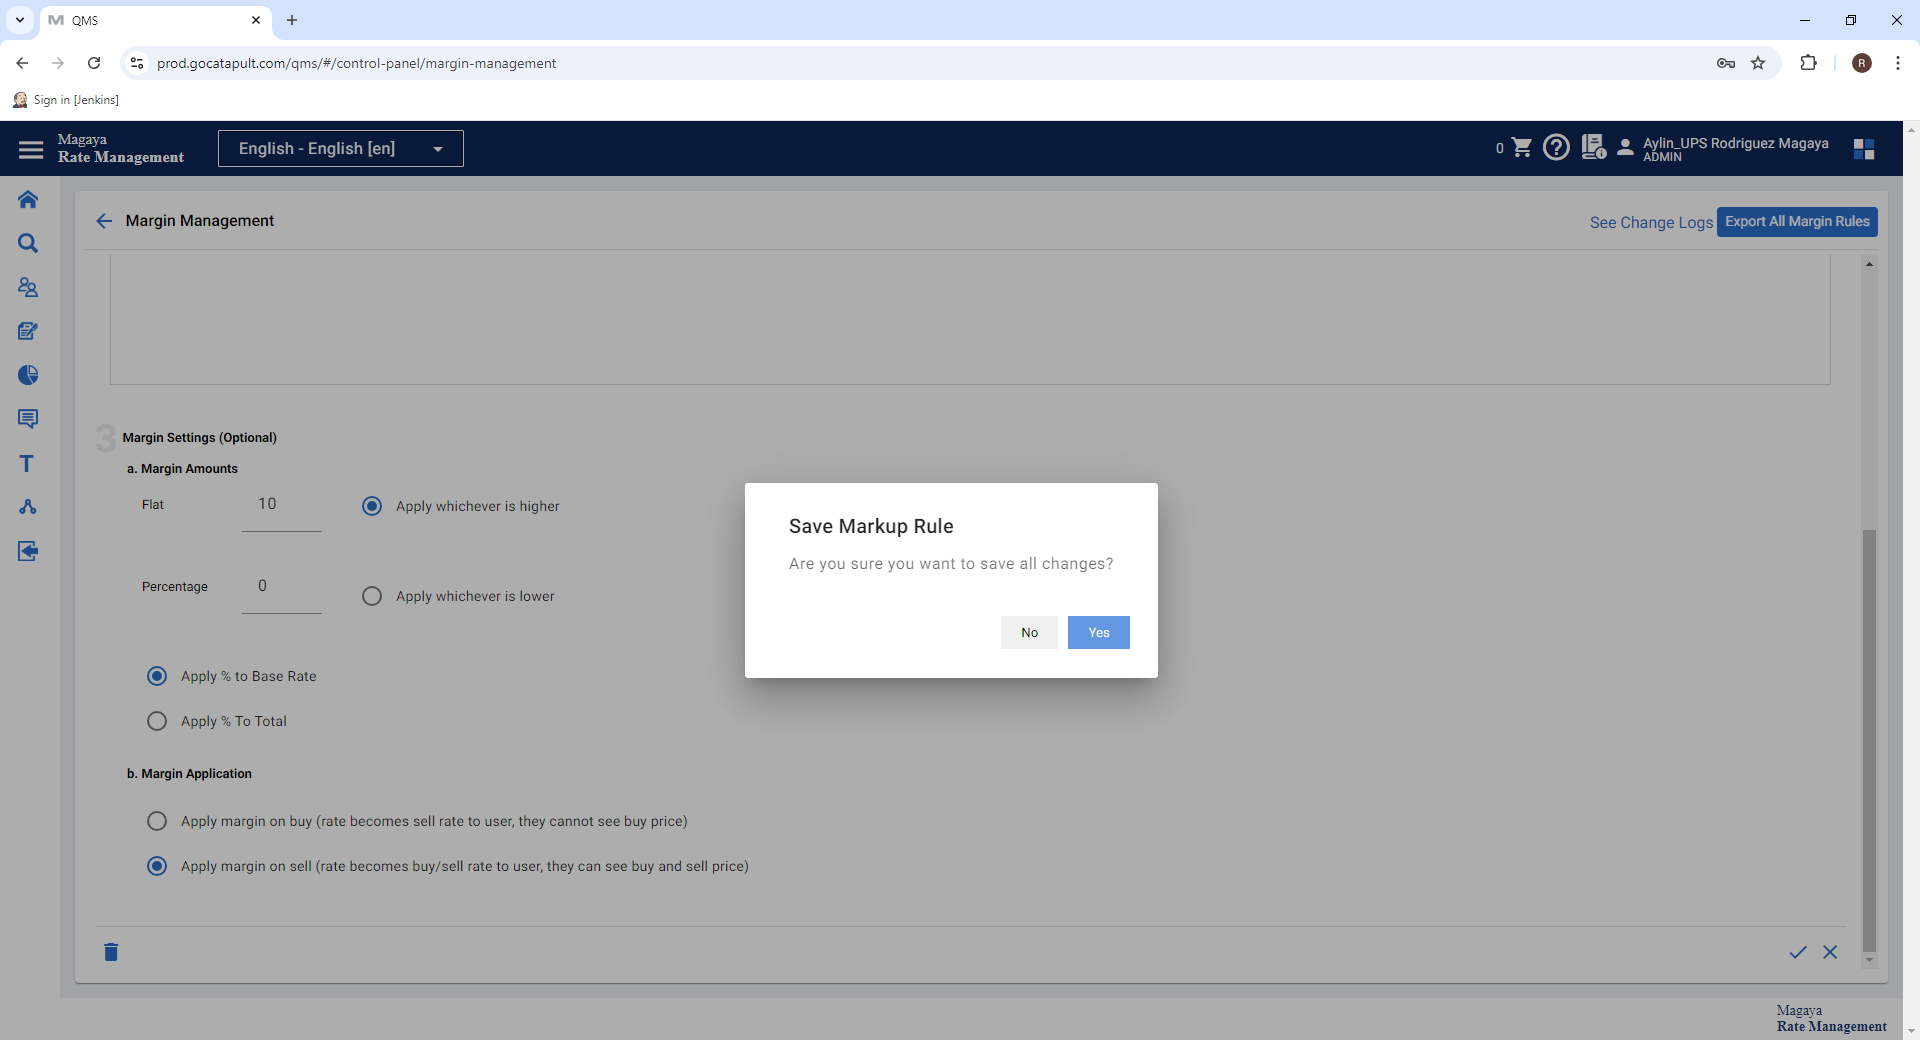 QMS
prod.gocatapult.com/qms/#/control-panel/margin-management
R
Sign in [Jenkins]
Magaya
Rate Management
English - English [en]
0
Aylin_UPS Rodriguez Magaya
ADMIN
Margin Management
See Change Logs
Export All Margin Rules
3 Margin Settings (Optional)
a. Margin Amounts
Flat 10 Apply whichever is higher
Percentage 0 Apply whichever is lower
Apply % to Base Rate
Apply % To Total
b. Margin Application
Apply margin on buy (rate becomes sell rate to user, they cannot see buy price)
Apply margin on sell (rate becomes buy/sell rate to user, they can see buy and sell price)
Save Markup Rule
Are you sure you want to save all changes?
No
Yes
Magaya
Rate Management